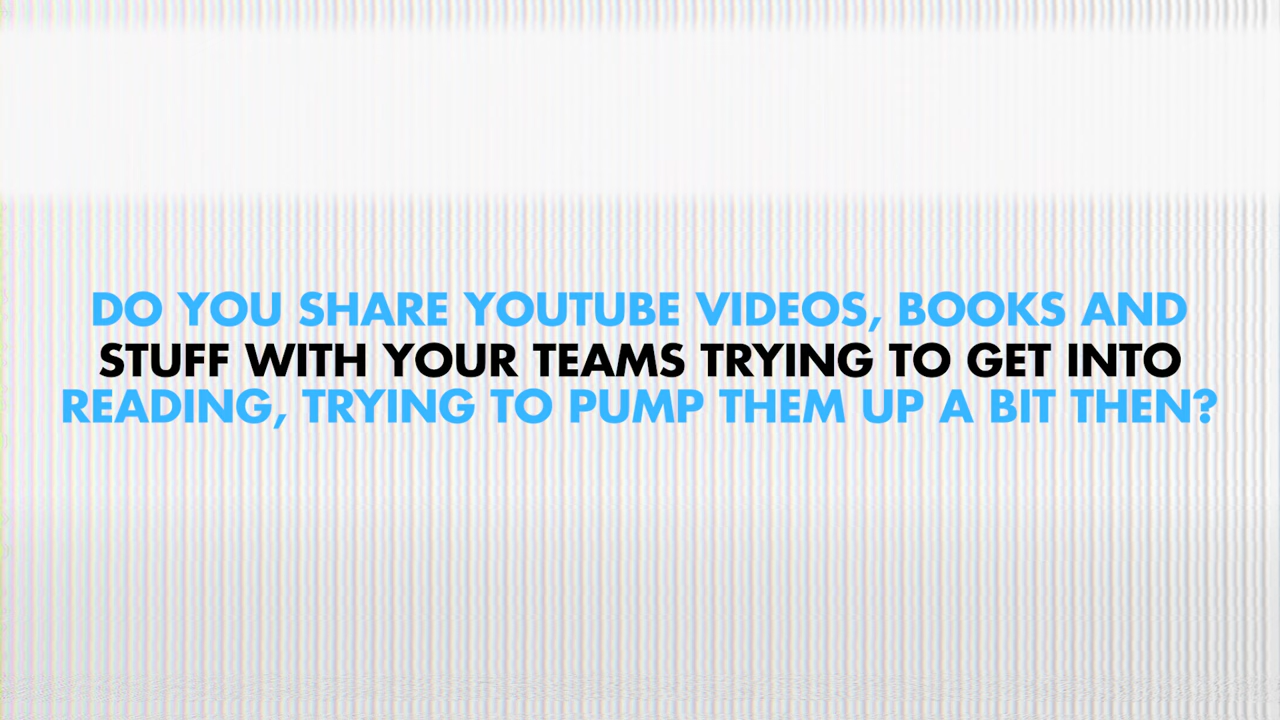 DO YOU SHARE YOUTUBE VIDEOS, BOOKS AND
STUFF WITH YOUR TEAMS TRYING TO GET INTO
READING, TRYING TO PUMP THEM UP A BIT THEN?